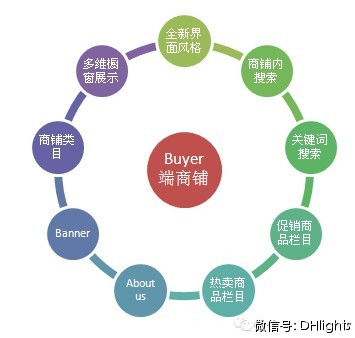 全新界
面风格
商铺内
搜索
关键词
搜索
促销商
品栏目
热卖商
品栏目
About
us
Banner
商铺类
目
多维橱
窗展示
Buyer
端商铺
微信号: DHlights